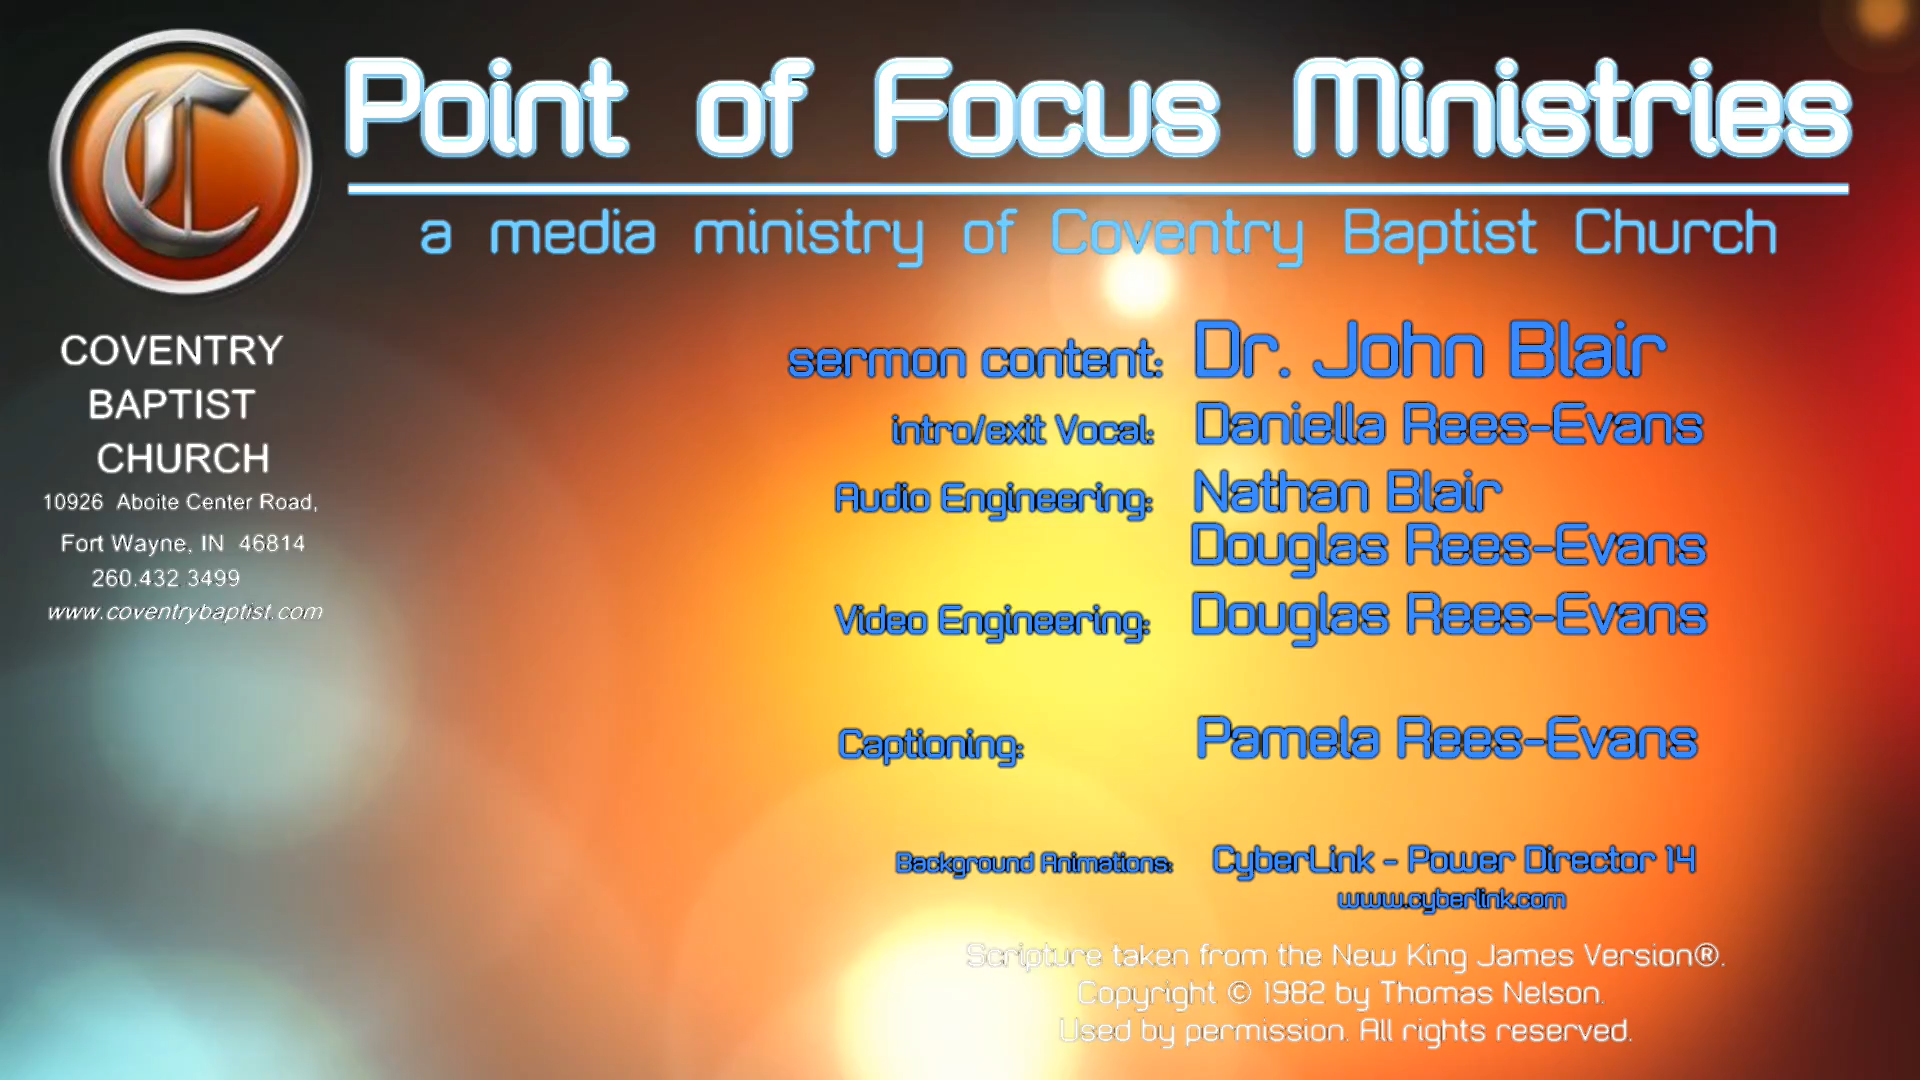 C
Point of Focus Ministries
a media ministry of Coventry Baptist Church
COVENTRY
BAPTIST
CHURCH
10926 Aboite Center Road,
Fort Wayne, IN 46814
260.432.3499
www.coventrybaptist.com
sermon content: Dr. John Blair
intro/exit Vocal: Daniella Rees-Evans
Audio Engineering: Nathan Blair
Douglas Rees-Evans
Video Engineering: Douglas Rees-Evans
Captioning: Pamela Rees-Evans
Background Animations: CyberLink - Power Director 14
www.cyberlink.com
Scripture taken from the New King James Version®.
Copyright © 1982 by Thomas Nelson.
Used by permission. All rights reserved.